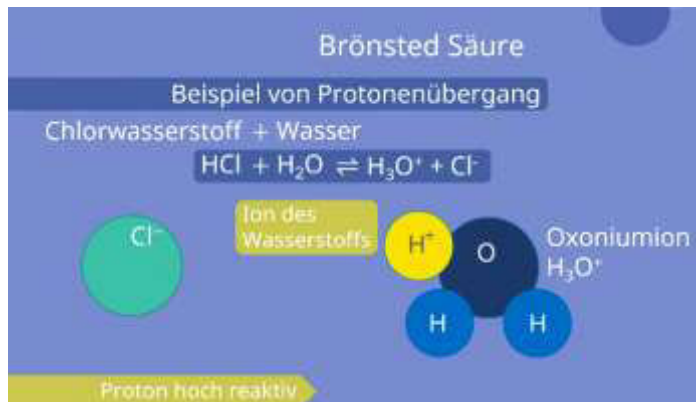 Brönsted Säure
Beispiel von Protonenübergang
Chlorwasserstoff + Wasser
HCl + H₂O ⇌ H₃O⁺ + Cl⁻
Cl⁻
Ion des
Wasserstoffs
H⁺
O
H
H
Oxoniumion
H₃O⁺
Proton hoch reaktiv